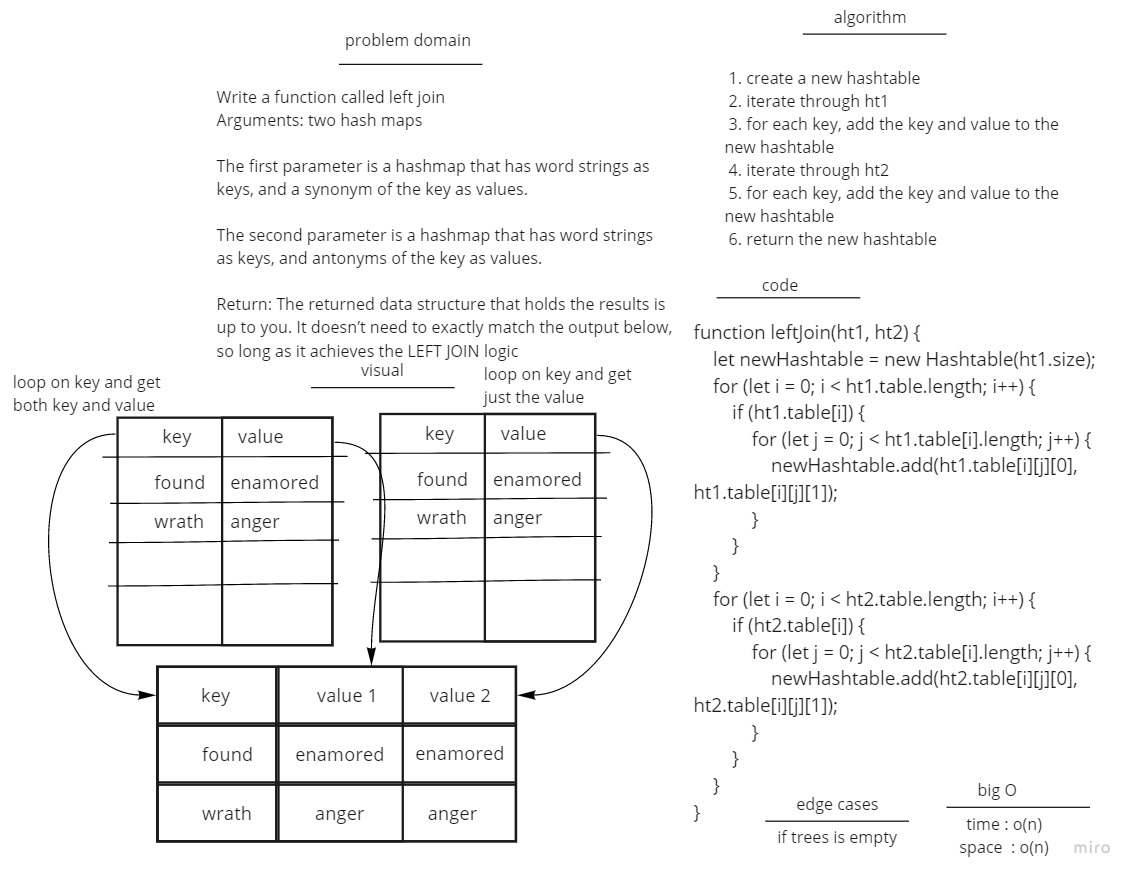 problem domain
Write a function called left join
Arguments: two hash maps
The first parameter is a hashmap that has word strings as
keys, and a synonym of the key as values.
The second parameter is a hashmap that has word strings
as keys, and antonyms of the key as values.
Return: The returned data structure that holds the results is
up to you. It doesn’t need to exactly match the output below,
so long as it achieves the LEFT JOIN logic
visual
loop on key and get
both key and value
loop on key and get
just the value
key value
found enamored
wrath anger
key value
found enamored
wrath anger
key value 1 value 2
found enamored enamored
wrath anger anger
algorithm
1. create a new hashtable
2. iterate through ht1
3. for each key, add the key and value to the
new hashtable
4. iterate through ht2
5. for each key, add the key and value to the
new hashtable
6. return the new hashtable
code
function leftJoin(ht1, ht2) {
let newHashtable = new Hashtable(ht1.size);
for (let i = 0; i < ht1.table.length; i++) {
if (ht1.table[i]) {
for (let j = 0; j < ht1.table[i].length; j++) {
newHashtable.add(ht1.table[i][j][0],
ht1.table[i][j][1]);
}
}
}
for (let i = 0; i < ht2.table.length; i++) {
if (ht2.table[i]) {
for (let j = 0; j < ht2.table[i].length; j++) {
newHashtable.add(ht2.table[i][j][0],
ht2.table[i][j][1]);
}
}
}
}
edge cases
if trees is empty
big O
time : o(n)
space : o(n)
miro